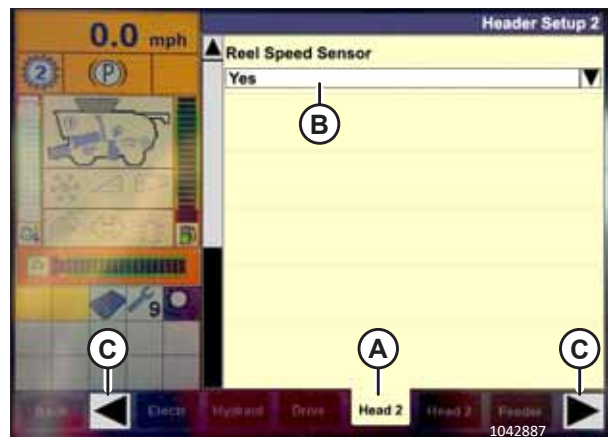 Header Setup 2
0.0 mph
Reel Speed Sensor
2
(P)
Yes
B
9
C
A
C
Back
Electr
Hydraul
Drive
Head 2
Head 2
Feeder
1042887